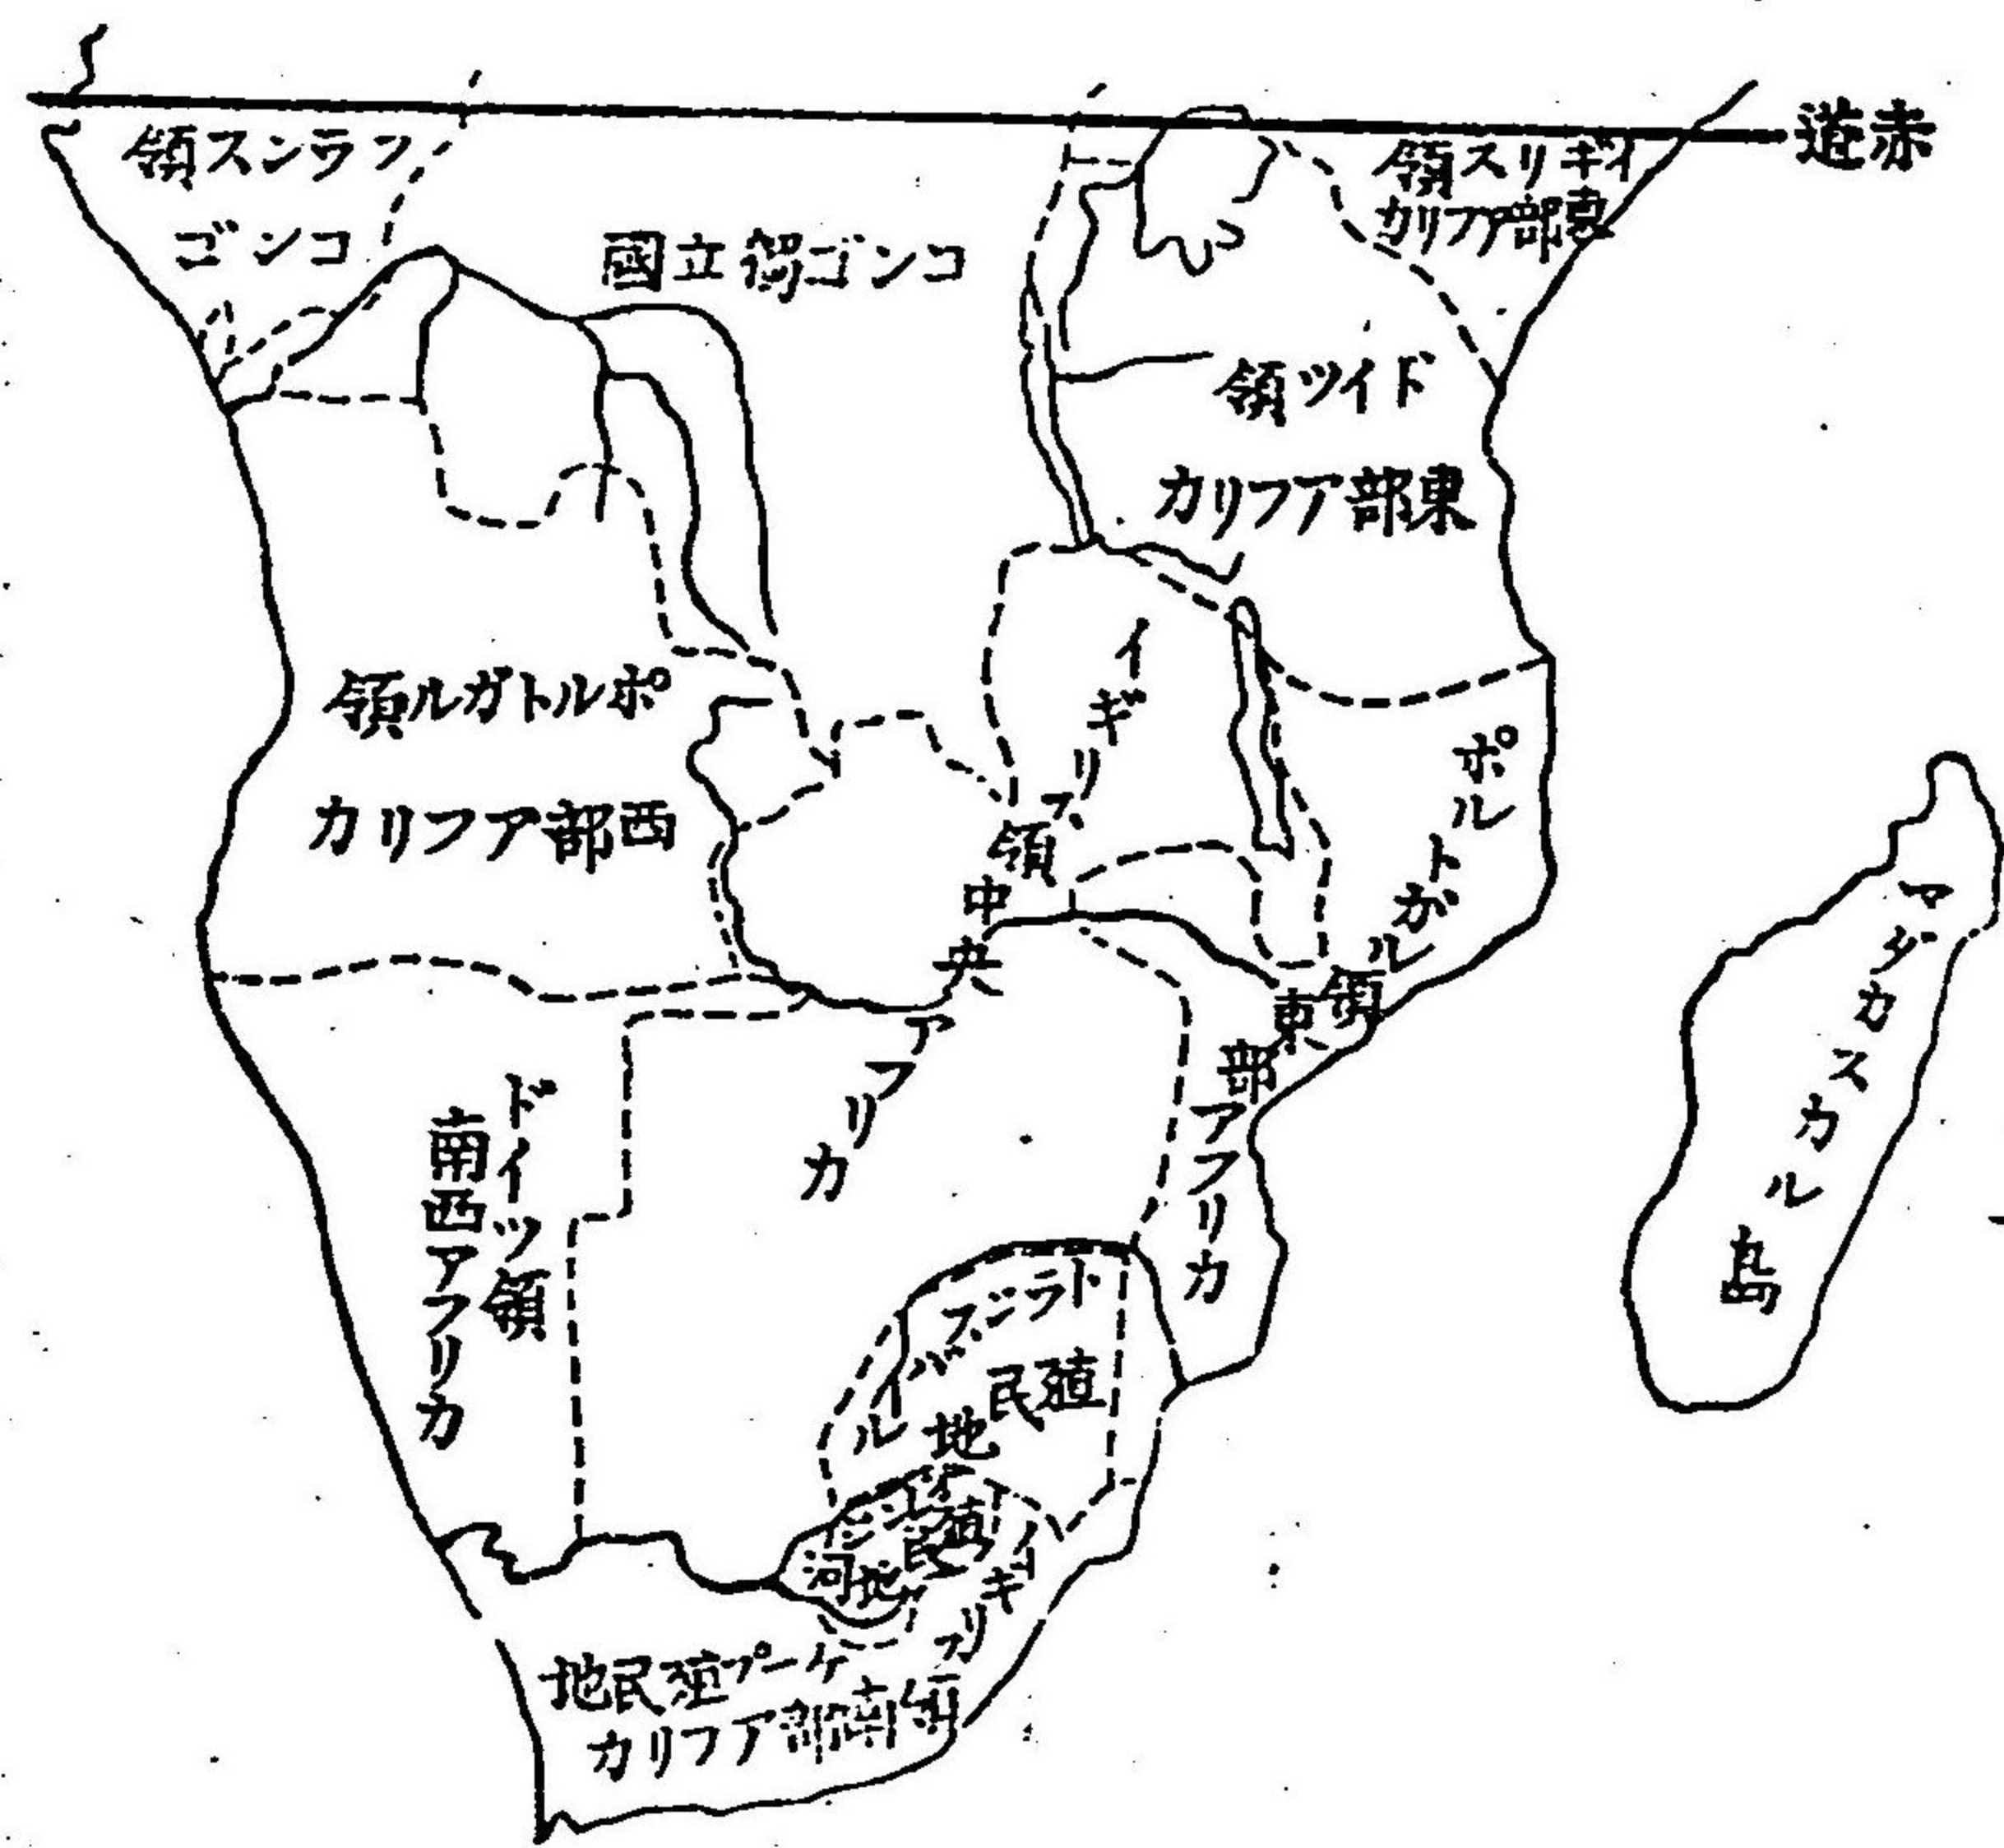 赤道
フランス領
コンゴ
コンゴ獨立國
イギリス領
東部アフリカ
ドイツ領
東部アフリカ
ポルトガル領
西部アフリカ
イギリス領中央アフリカ
ポルトガル領東部アフリカ
マダカスカル島
ドイツ領
南西アフリカ
トランズバイル
殖民地
オレンジ河
殖民地
イギリス領
南部アフリカ
ケープ殖民地